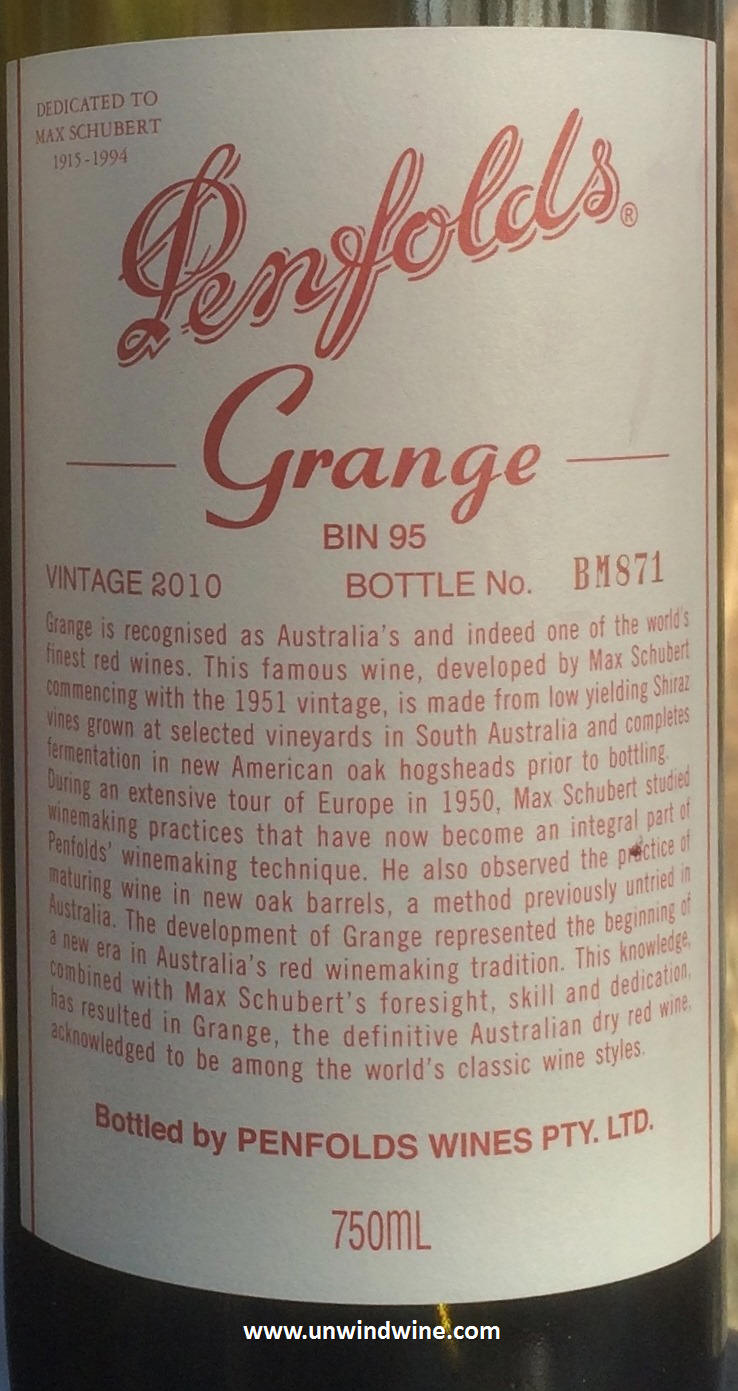 DEDICATED TO
MAX SCHUBERT
1915-1994
Penfolds®
Grange
BIN 95
VINTAGE 2010 BOTTLE No. BM871
Grange is recognised as Australia's and indeed one of the world's
finest red wines. This famous wine, developed by Max Schubert
commencing with the 1951 vintage, is made from low yielding Shiraz
vines grown at selected vineyards in South Australia and completes
fermentation in new American oak hogsheads prior to bottling.
During an extensive tour of Europe in 1950, Max Schubert studied
winemaking practices that have now become an integral part of
Penfolds' winemaking technique. He also observed the practice of
maturing wine in new oak barrels, a method previously untried in
Australia. The development of Grange represented the beginning of
a new era in Australia's red winemaking tradition. This knowledge,
combined with Max Schubert's foresight, skill and dedication,
has resulted in Grange, the definitive Australian dry red wine,
acknowledged to be among the world's classic wine styles.
Bottled by PENFOLDS WINES PTY. LTD.
750ML
www.unwindwine.com